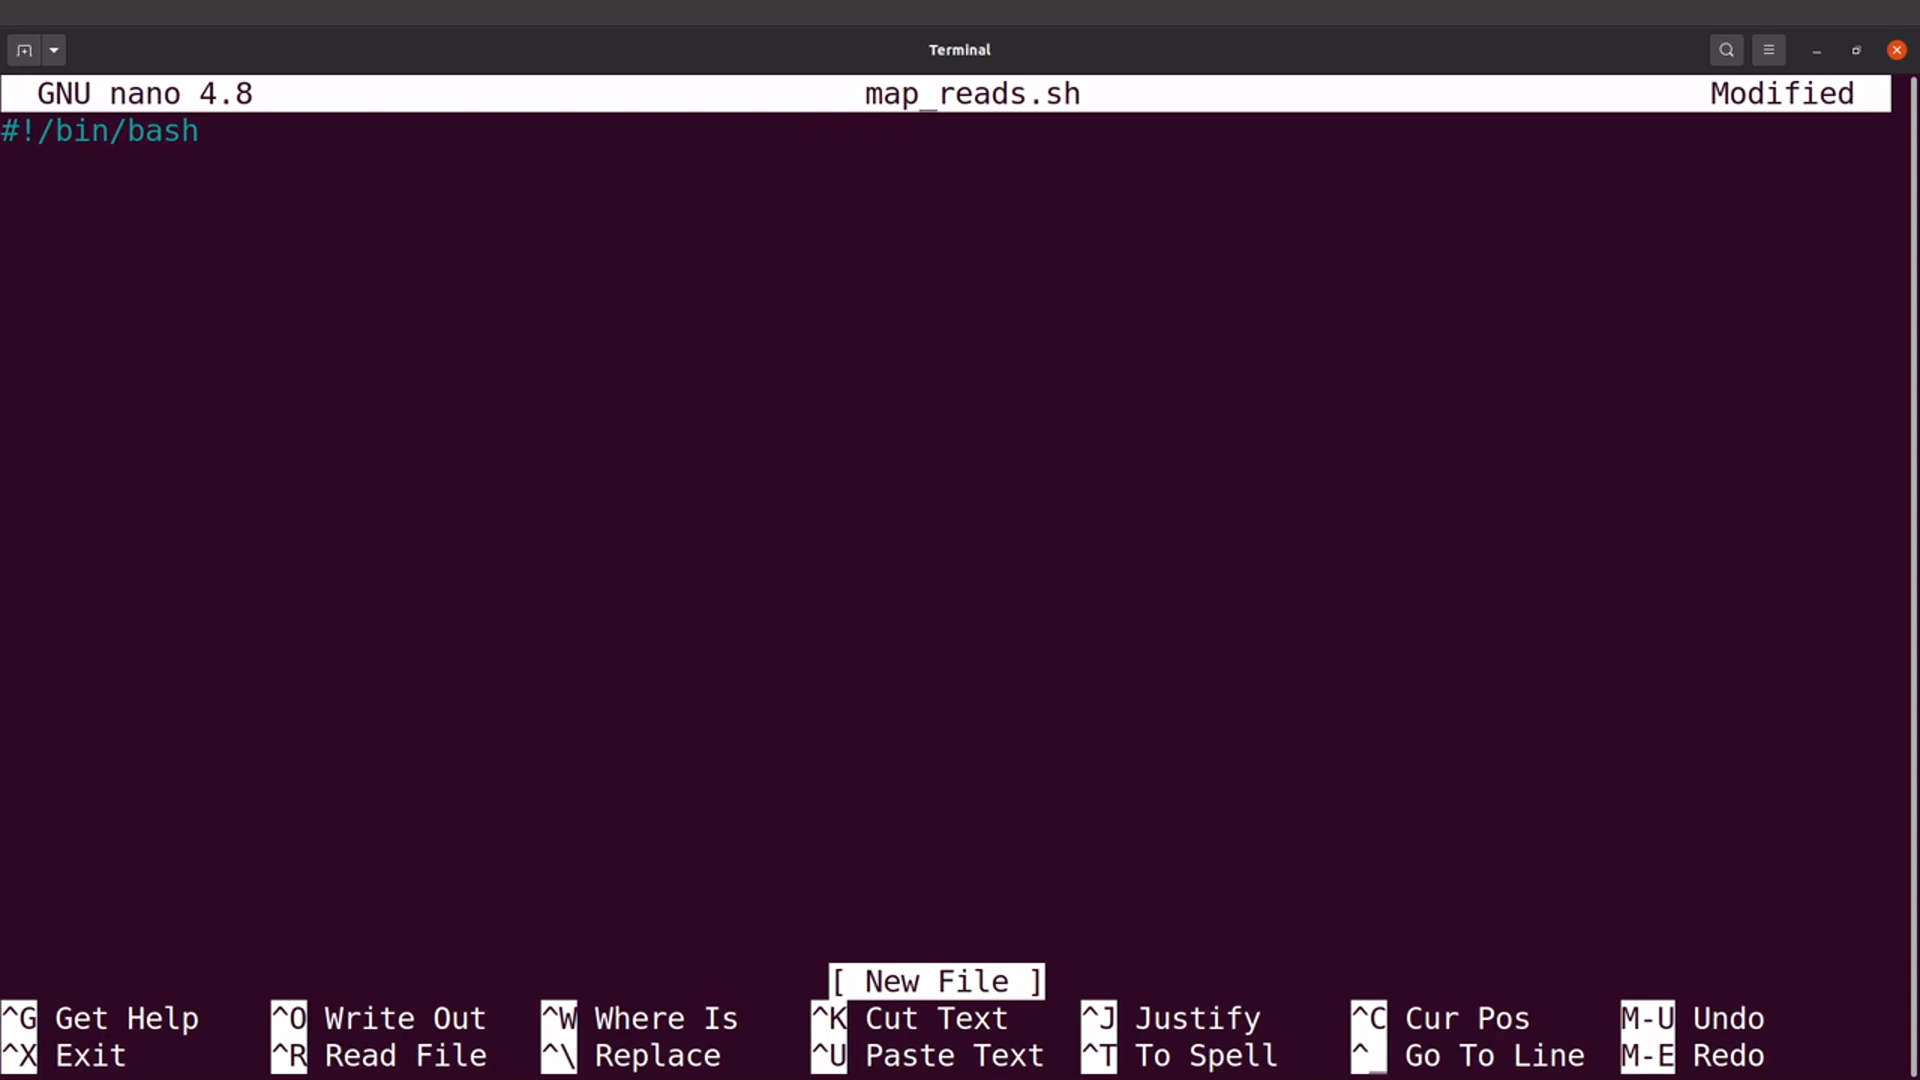 Terminal
GNU nano 4.8 map_reads.sh Modified
#!/bin/bash
[ New File ]
^G Get Help ^O Write Out ^W Where Is ^K Cut Text ^J Justify ^C Cur Pos M-U Undo
^X Exit ^R Read File ^\ Replace ^U Paste Text ^T To Spell ^_ Go To Line M-E Redo